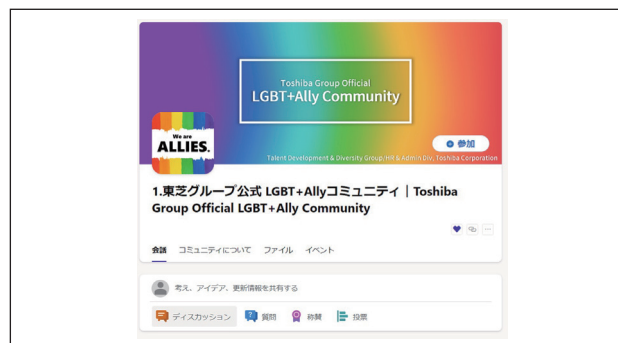 Toshiba Group Official
LGBT+Ally Community
We are
ALLIES.
参加
Talent Development & Diversity Group, HR & Admin Div. Toshiba Corporation
1.東芝グループ公式 LGBT+Allyコミュニティ | Toshiba
Group Official LGBT+Ally Community
会話 コミュニティについて ファイル イベント
考え、アイデア、更新情報を共有する
ディスカッション 質問 称賛 投票